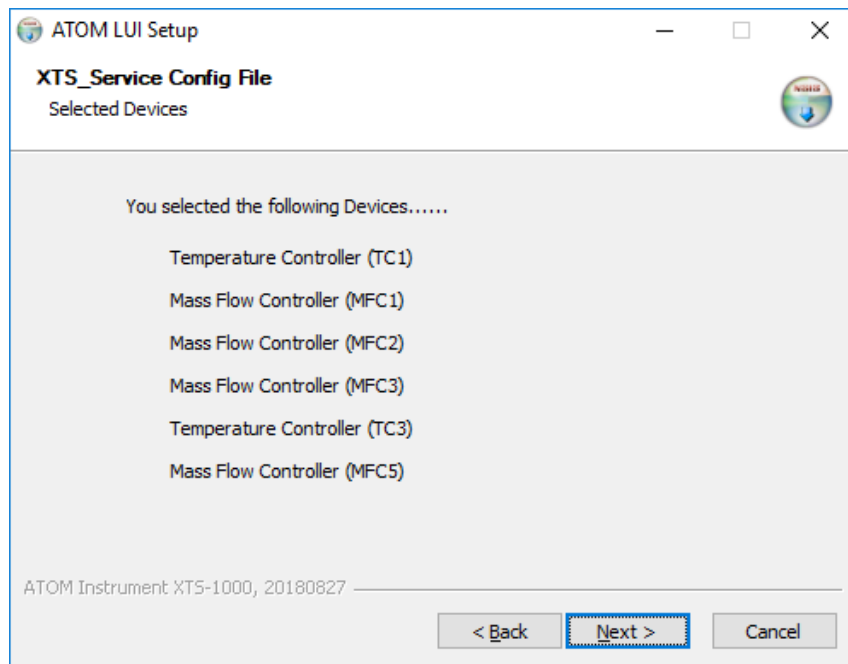 ATOM LUI Setup
XTS_Service Config File
Selected Devices
You selected the following Devices......
Temperature Controller (TC1)
Mass Flow Controller (MFC1)
Mass Flow Controller (MFC2)
Mass Flow Controller (MFC3)
Temperature Controller (TC3)
Mass Flow Controller (MFC5)
ATOM Instrument XTS-1000, 20180827
< Back Next > Cancel